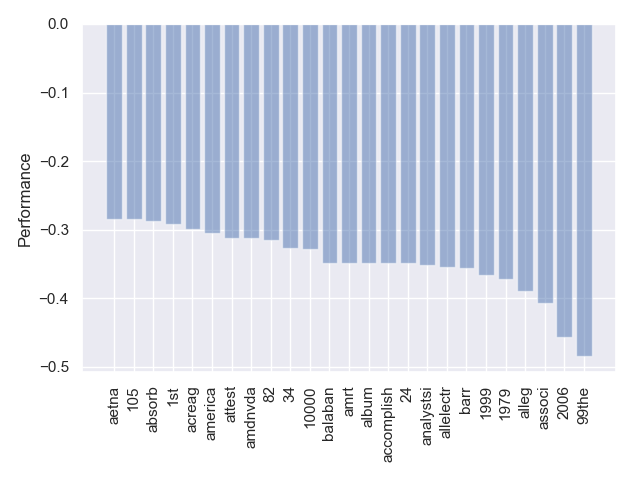 0.0
−0.1
−0.2
−0.3
−0.4
−0.5
Performance
aetna
105
absorb
1st
acreag
america
attest
amdnvda
82
34
10000
balaban
amrt
album
accomplish
24
analystsi
allelectr
barr
1999
1979
alleg
associ
2006
99the